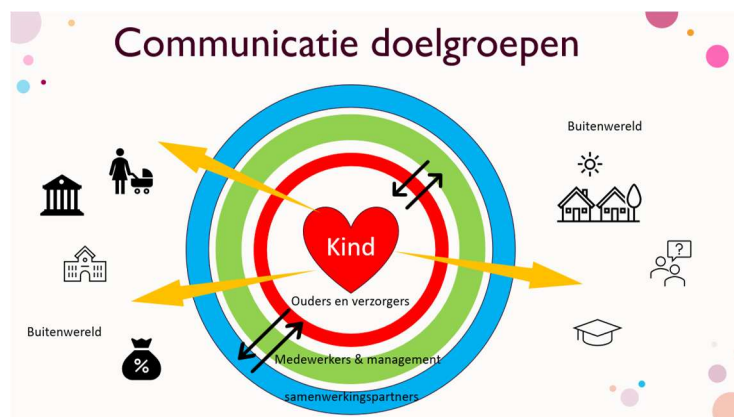 Communicatie doelgroepen
Buitenwereld
Kind
Ouders en verzorgers
?
Buitenwereld
%
Medewerkers & management
samenwerkingspartners